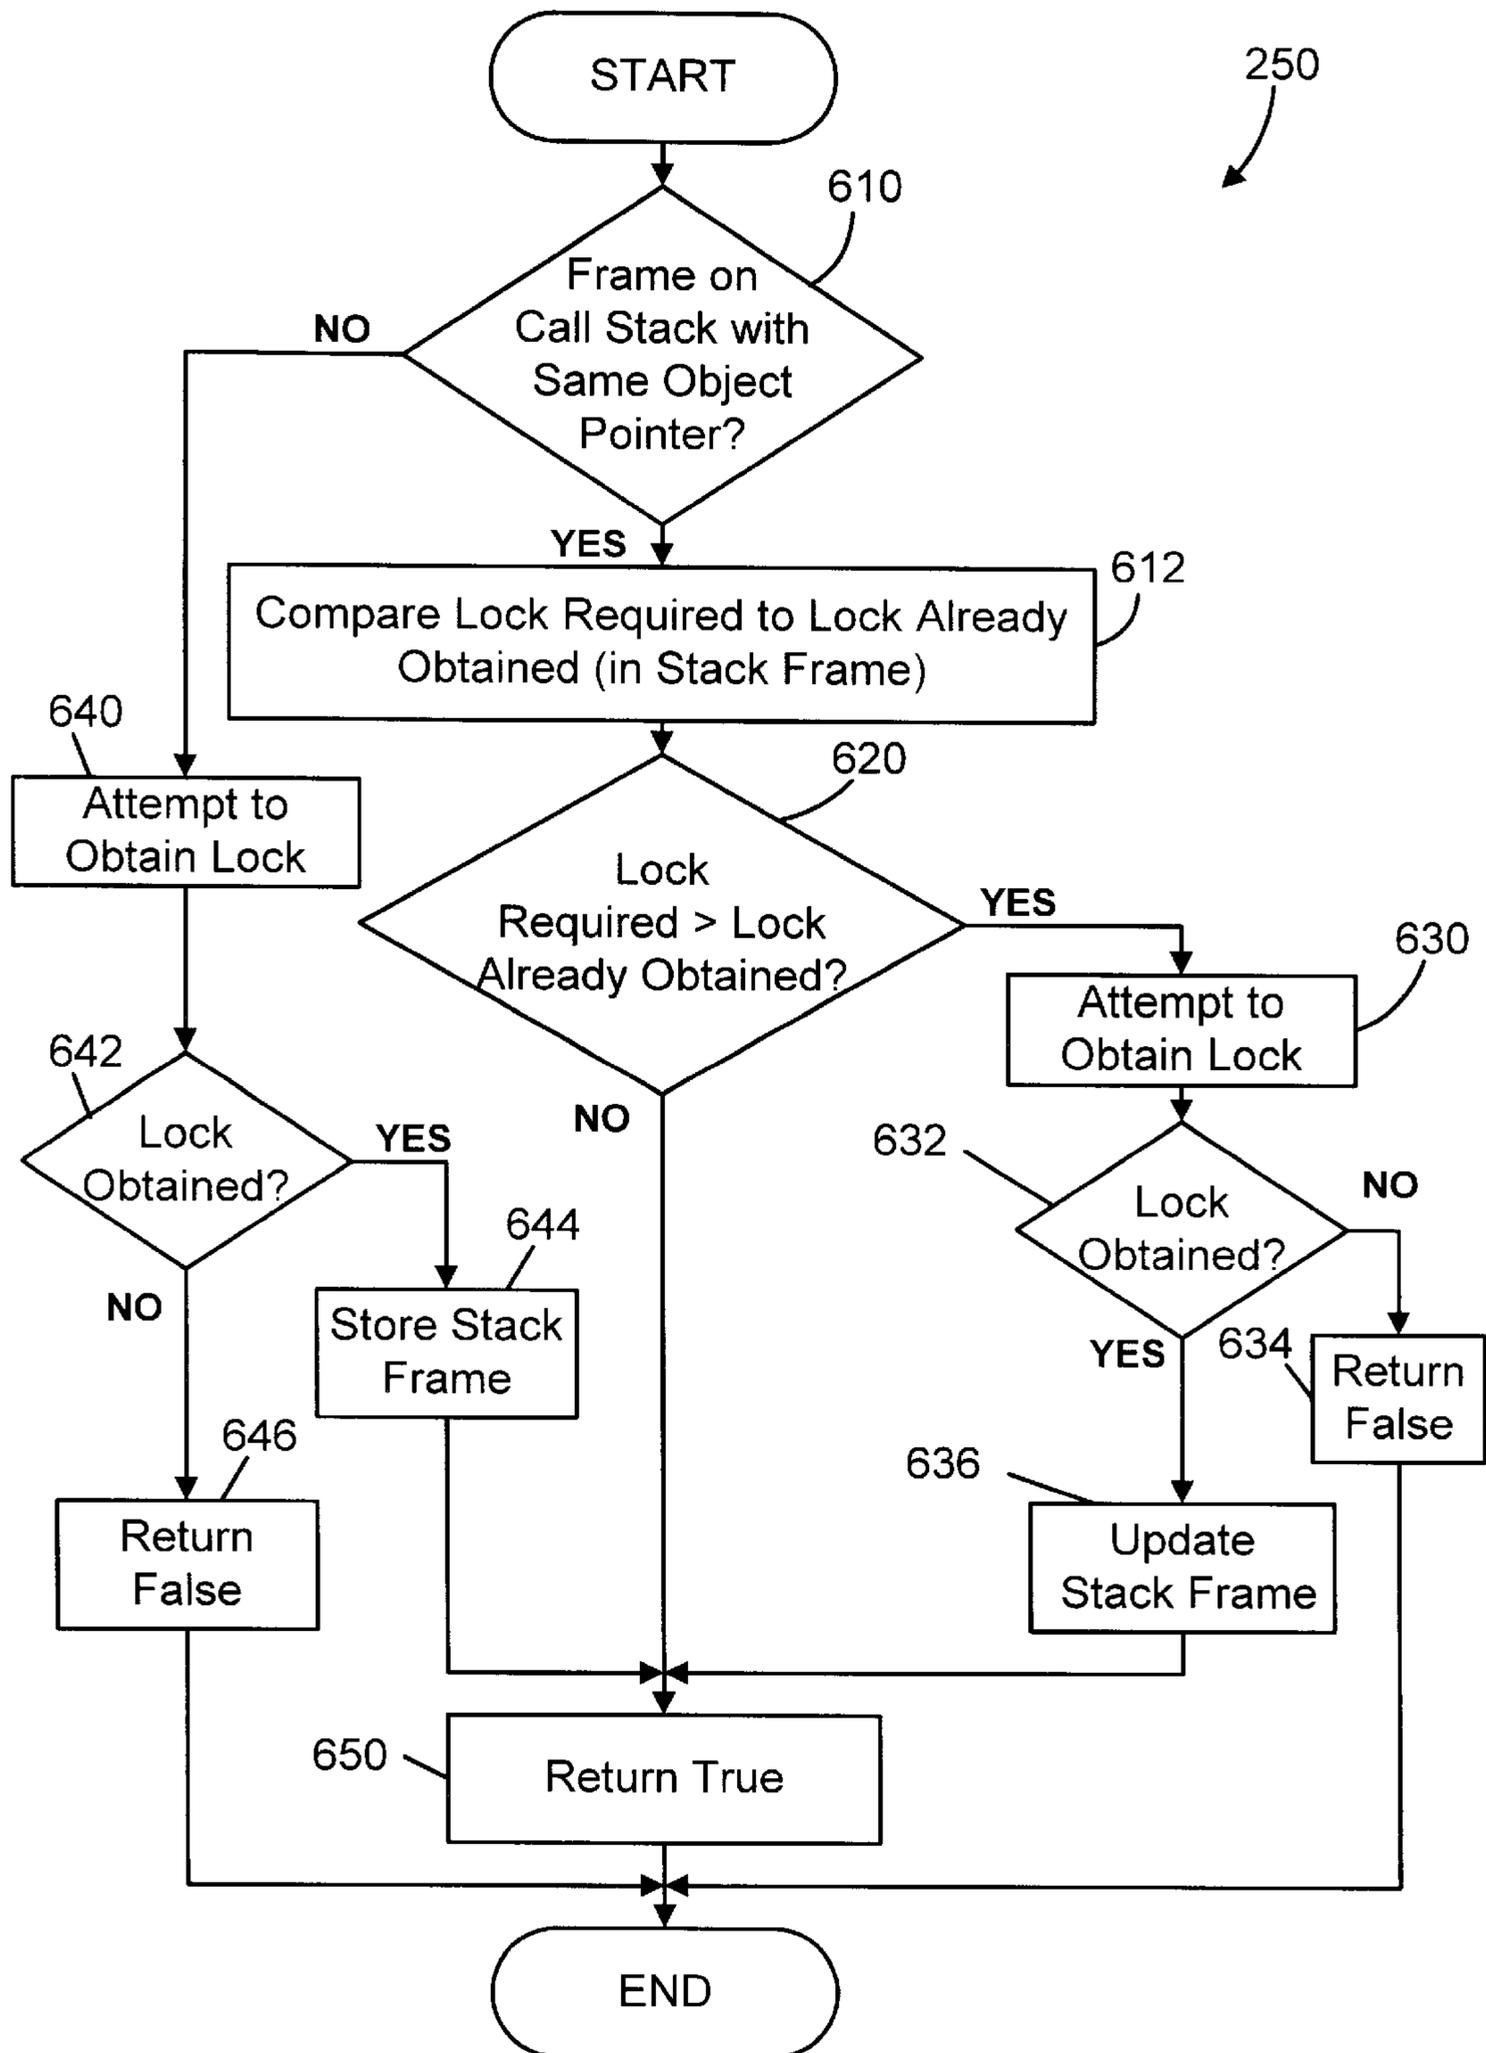 START
250
610
Frame on
Call Stack with
Same Object
Pointer?
NO
YES
612
Compare Lock Required to Lock Already
Obtained (in Stack Frame)
640
Attempt to
Obtain Lock
620
Lock
Required > Lock
Already Obtained?
YES
NO
630
Attempt to
Obtain Lock
642
Lock
Obtained?
YES
NO
632
Lock
Obtained?
NO
YES
644
Store Stack
Frame
634
Return
False
646
Return
False
636
Update
Stack Frame
650
Return True
END